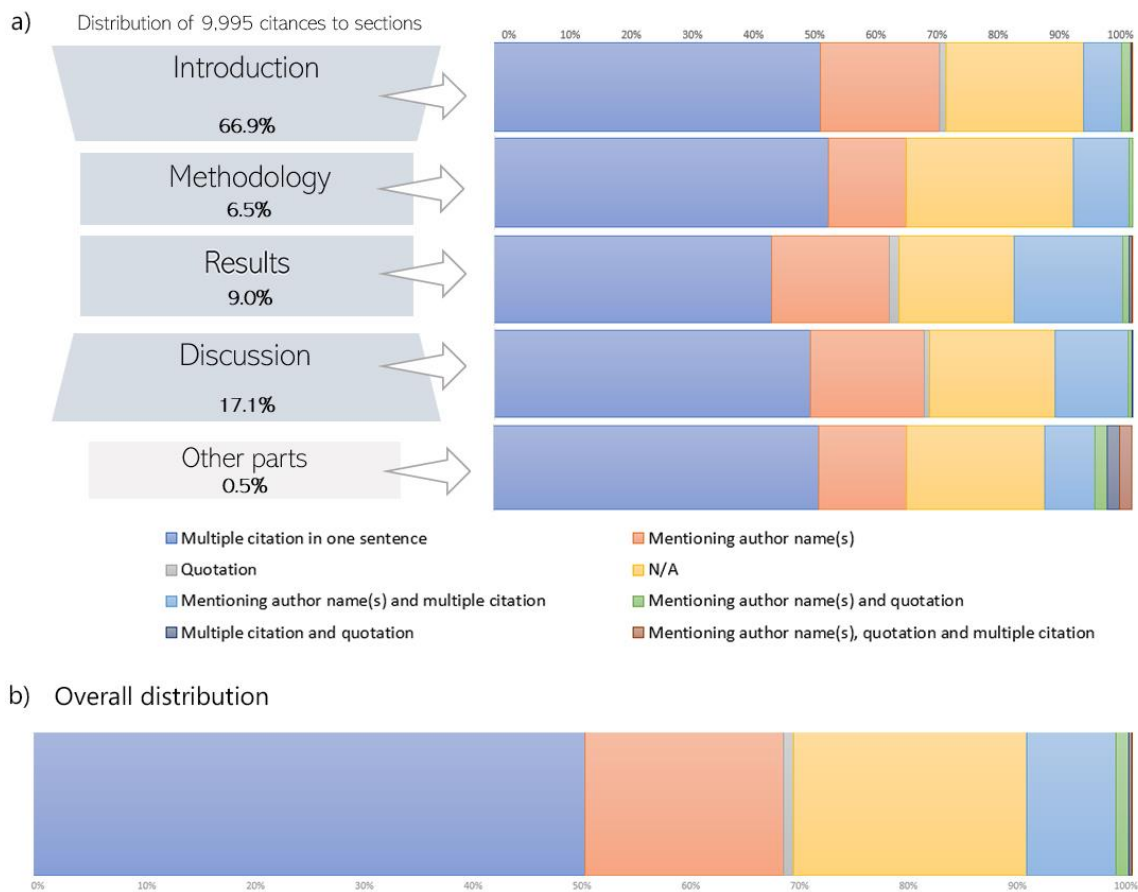 a) Distribution of 9,995 citances to sections
0% 10% 20% 30% 40% 50% 60% 70% 80% 90% 100%
Introduction
66.9%
Methodology
6.5%
Results
9.0%
Discussion
17.1%
Other parts
0.5%
Multiple citation in one sentence
Mentioning author name(s)
Quotation
N/A
Mentioning author name(s) and multiple citation
Mentioning author name(s) and quotation
Multiple citation and quotation
Mentioning author name(s), quotation and multiple citation
b) Overall distribution
0% 10% 20% 30% 40% 50% 60% 70% 80% 90% 100%